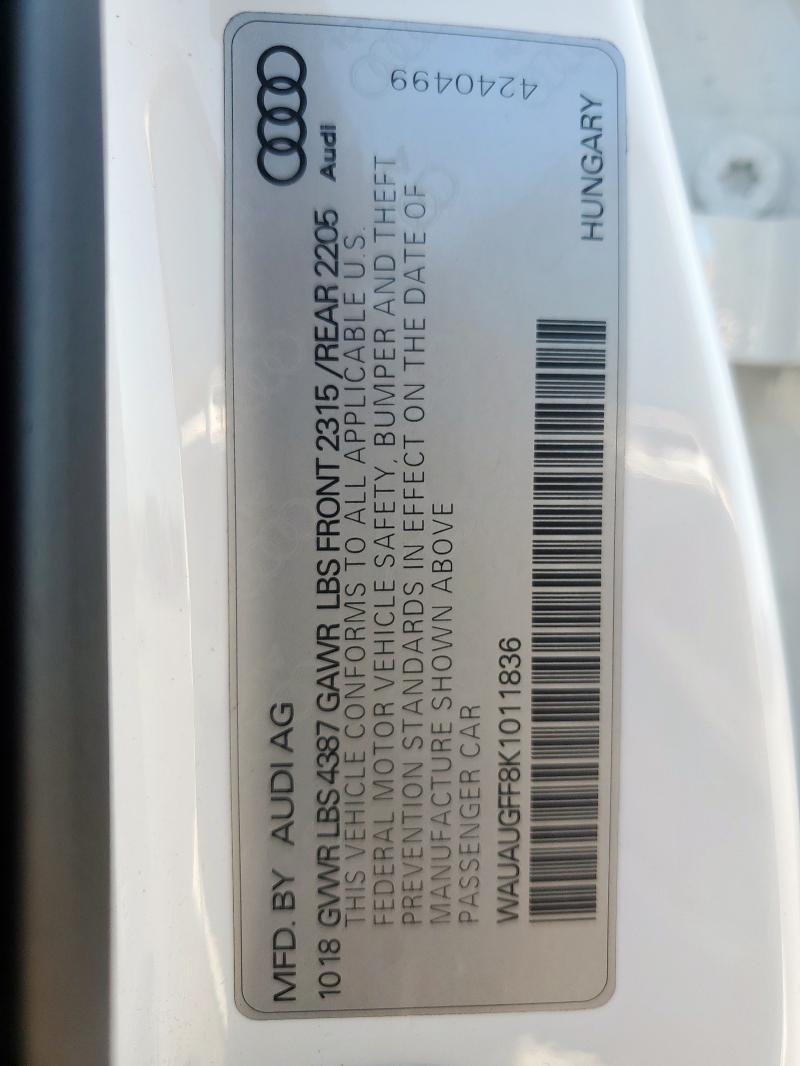 MFD. BY AUDI AG
1018 GVWR LBS 4387 GAWR LBS FRONT 2315 /REAR 2205
Audi
THIS VEHICLE CONFORMS TO ALL APPLICABLE U.S.
FEDERAL MOTOR VEHICLE SAFETY, BUMPER AND THEFT
PREVENTION STANDARDS IN EFFECT ON THE DATE OF
MANUFACTURE SHOWN ABOVE
PASSENGER CAR
4240499
WAUAUGFF8K1011836
HUNGARY